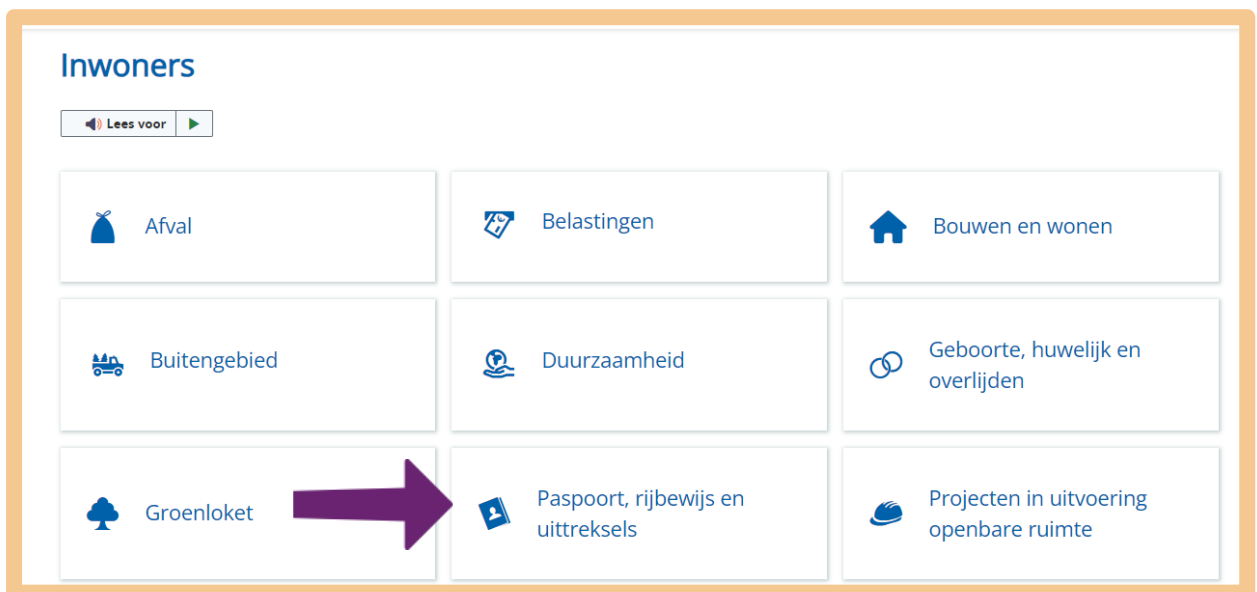 Inwoners
Lees voor
Afval
Belastingen
Bouwen en wonen
Buitengebied
Duurzaamheid
Geboorte, huwelijk en
overlijden
Groenloket
Paspoort, rijbewijs en
uittreksels
Projecten in uitvoering
openbare ruimte